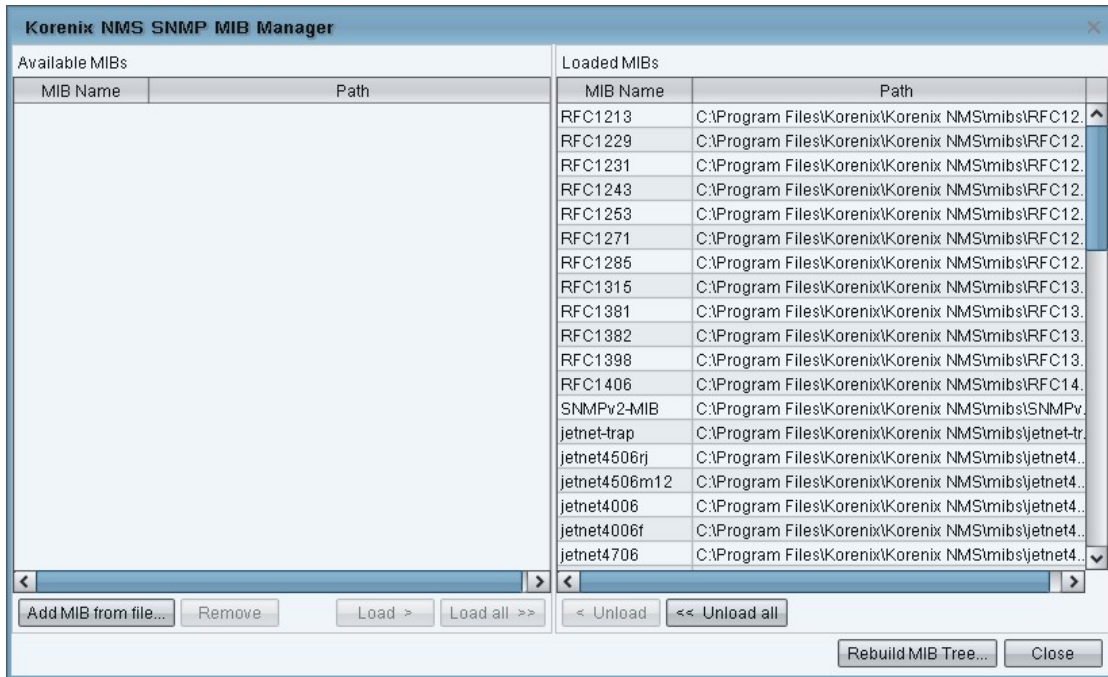 Korenix NMS SNMP MIB Manager
Available MIBs
MIB Name Path
Loaded MIBs
MIB Name Path
RFC1213 C:\Program Files\Korenix\Korenix NMS\mibs\RFC12.
RFC1229 C:\Program Files\Korenix\Korenix NMS\mibs\RFC12.
RFC1231 C:\Program Files\Korenix\Korenix NMS\mibs\RFC12.
RFC1243 C:\Program Files\Korenix\Korenix NMS\mibs\RFC12.
RFC1253 C:\Program Files\Korenix\Korenix NMS\mibs\RFC12.
RFC1271 C:\Program Files\Korenix\Korenix NMS\mibs\RFC12.
RFC1285 C:\Program Files\Korenix\Korenix NMS\mibs\RFC12.
RFC1315 C:\Program Files\Korenix\Korenix NMS\mibs\RFC13.
RFC1381 C:\Program Files\Korenix\Korenix NMS\mibs\RFC13.
RFC1382 C:\Program Files\Korenix\Korenix NMS\mibs\RFC13.
RFC1398 C:\Program Files\Korenix\Korenix NMS\mibs\RFC13.
RFC1406 C:\Program Files\Korenix\Korenix NMS\mibs\RFC14.
SNMPv2-MIB C:\Program Files\Korenix\Korenix NMS\mibs\SNMPv.
jetnet-trap C:\Program Files\Korenix\Korenix NMS\mibs\jetnet-tr.
jetnet4506rj C:\Program Files\Korenix\Korenix NMS\mibs\jetnet4..
jetnet4506m12 C:\Program Files\Korenix\Korenix NMS\mibs\jetnet4..
jetnet4006 C:\Program Files\Korenix\Korenix NMS\mibs\jetnet4..
jetnet4006f C:\Program Files\Korenix\Korenix NMS\mibs\jetnet4..
jetnet4706 C:\Program Files\Korenix\Korenix NMS\mibs\jetnet4..
Add MIB from file... Remove Load > Load all >>
< Unload << Unload all
Rebuild MIB Tree... Close